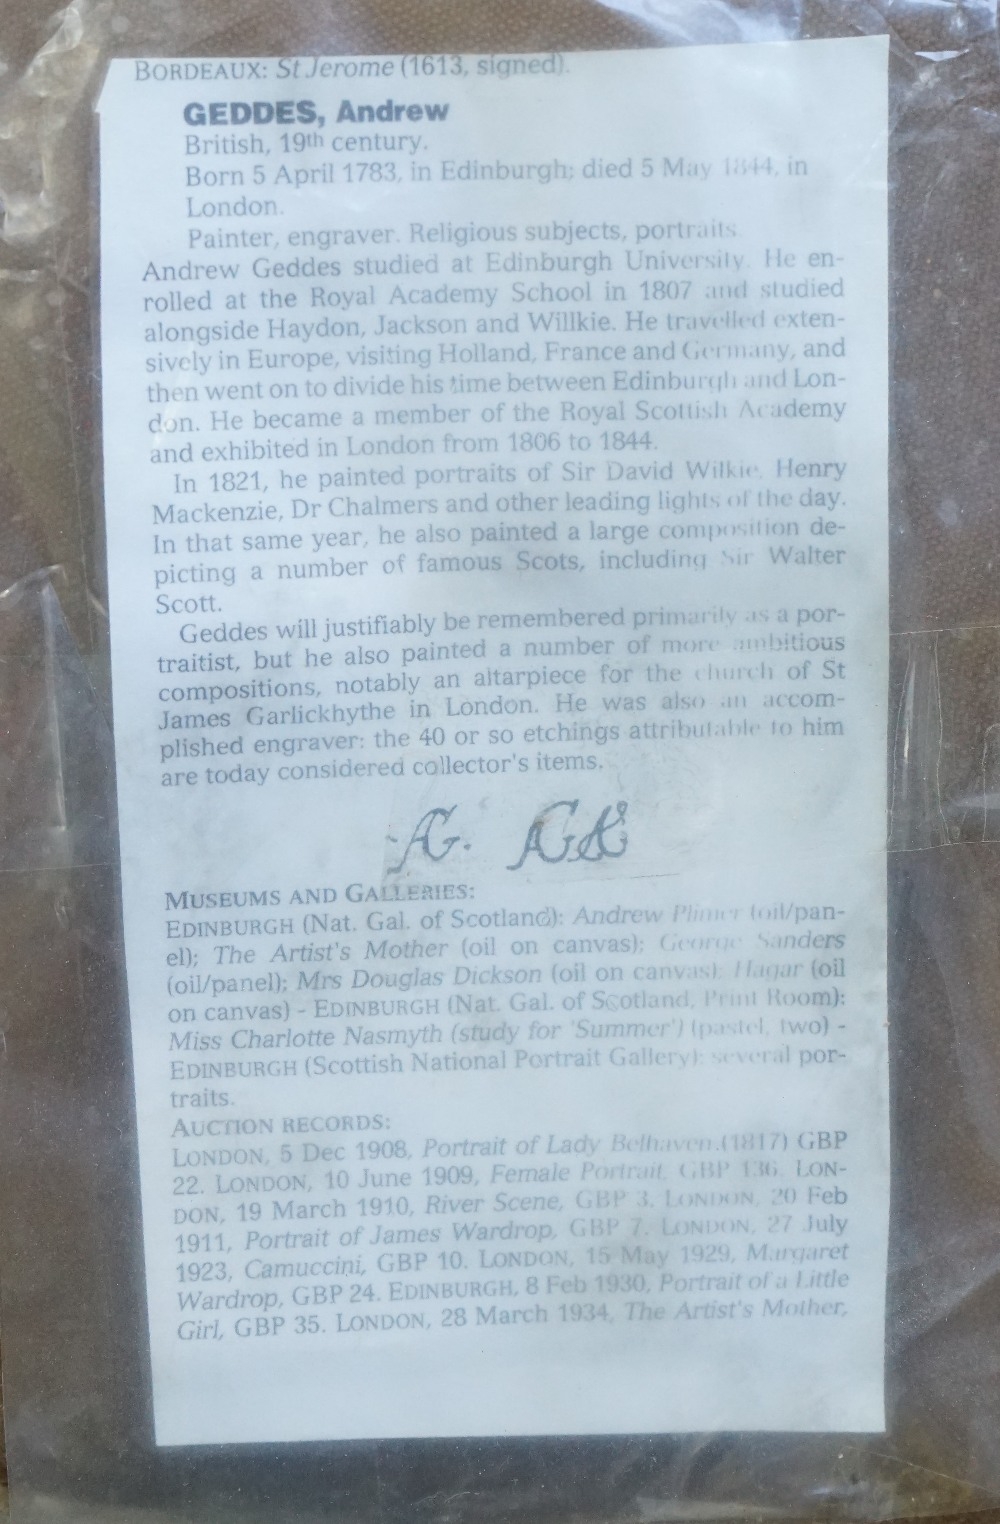 BORDEAUX: St Jerome (1613, signed).
GEDDES, Andrew
British, 19th century.
Born 5 April 1783, in Edinburgh; died 5 May 1844, in
London.
Painter, engraver. Religious subjects, portraits.
Andrew Geddes studied at Edinburgh University. He en-
rolled at the Royal Academy School in 1807 and studied
alongside Haydon, Jackson and Willkie. He travelled exten-
sively in Europe, visiting Holland, France and Germany, and
then went on to divide his time between Edinburgh and Lon-
don. He became a member of the Royal Scottish Academy
and exhibited in London from 1806 to 1844.
In 1821, he painted portraits of Sir David Wilkie, Henry
Mackenzie, Dr Chalmers and other leading lights of the day.
In that same year, he also painted a large composition de-
picting a number of famous Scots, including Sir Walter
Scott.
Geddes will justifiably be remembered primarily as a por-
traitist, but he also painted a number of more ambitious
compositions, notably an altarpiece for the church of St
James Garlickhythe in London. He was also an accom-
plished engraver: the 40 or so etchings attributable to him
are today considered collector's items.
AG.
MUSEUMS AND GALLERIES:
EDINBURGH (Nat. Gal. of Scotland): Andrew Plimer (oil/pan-
el); The Artist's Mother (oil on canvas); George Sanders
(oil/panel); Mrs Douglas Dickson (oil on canvas); Hagar (oil
on canvas) - EDINBURGH (Nat. Gal. of Scotland, Print Room):
Miss Charlotte Nasmyth (study for 'Summer') (pastel, two) -
EDINBURGH (Scottish National Portrait Gallery): several por-
traits.
AUCTION RECORDS:
LONDON, 5 Dec 1908, Portrait of Lady Belhaven (1817) GBP
22. LONDON, 10 June 1909, Female Portrait, GBP 136. LON-
DON, 19 March 1910, River Scene, GBP 3. LONDON, 20 Feb
1911, Portrait of James Wardrop, GBP 7. LONDON, 27 July
1923, Camuccini, GBP 10. LONDON, 15 May 1929, Margaret
Wardrop, GBP 24. EDINBURGH, 8 Feb 1930, Portrait of a Little
Girl, GBP 35. LONDON, 28 March 1934, The Artist's Mother,